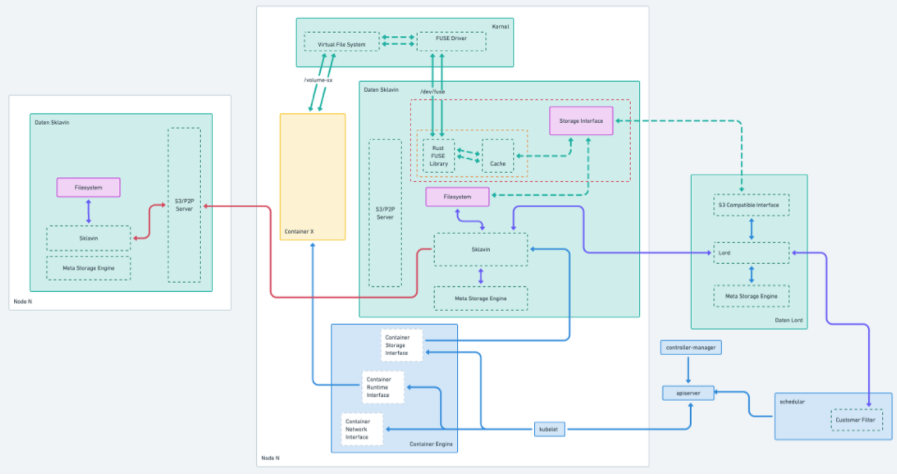 Kernel
Virtual File System
FUSE Driver
/volume-xx
/dev/fuse
Daten Sklavin
Storage Interface
Rust
FUSE
Library
Cache
S3/P2P
Server
Filesystem
Sklavin
Meta Storage Engine
Container X
Daten Sklavin
Filesystem
S3/P2P
Server
Sklavin
Meta Storage Engine
Node N
S3 Compatible Interface
Lord
Meta Storage Engine
Daten Lord
Container
Storage
Interface
Container
Runtime
Interface
Container
Network
Interface
Container Engine
kubelet
Node N
controller-manager
apiserver
schedular
Customer Filter